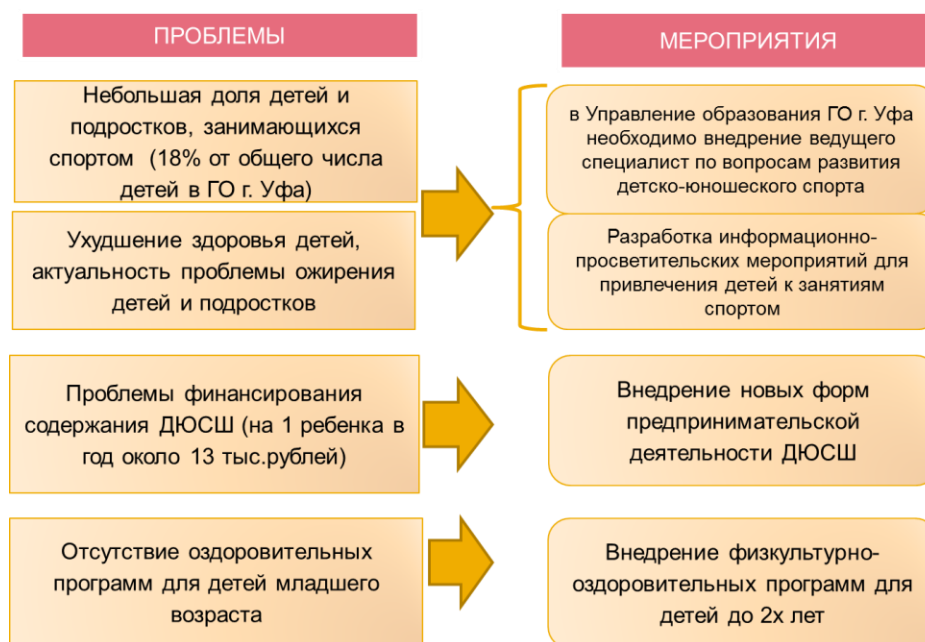 ПРОБЛЕМЫ
МЕРОПРИЯТИЯ
Небольшая доля детей и
подростков, занимающихся
спортом (18% от общего числа
детей в ГО г. Уфа)
в Управление образования ГО г. Уфа
необходимо внедрение ведущего
специалист по вопросам развития
детско-юношеского спорта
Ухудшение здоровья детей,
актуальность проблемы ожирения
детей и подростков
Разработка информационно-
просветительских мероприятий для
привлечения детей к занятиям
спортом
Проблемы финансирования
содержания ДЮСШ (на 1 ребенка в
год около 13 тыс.рублей)
Внедрение новых форм
предпринимательской
деятельности ДЮСШ
Отсутствие оздоровительных
программ для детей младшего
возраста
Внедрение физкультурно-
оздоровительных программ для
детей до 2х лет